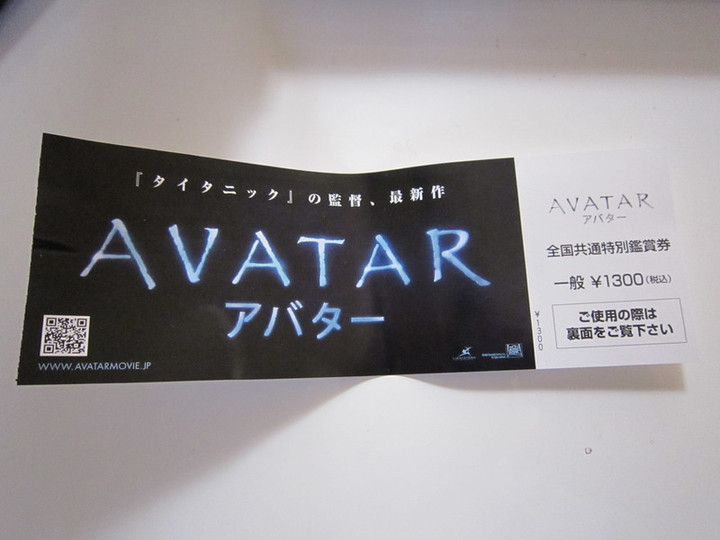 『タイタニック』の監督、最新作
AVATAR
アバター
WWW.AVATARMOVIE.JP
AVATAR
アバター
全国共通特別鑑賞券
一般 ¥1300(税込)
¥1300
ご使用の際は
裏面をご覧下さい